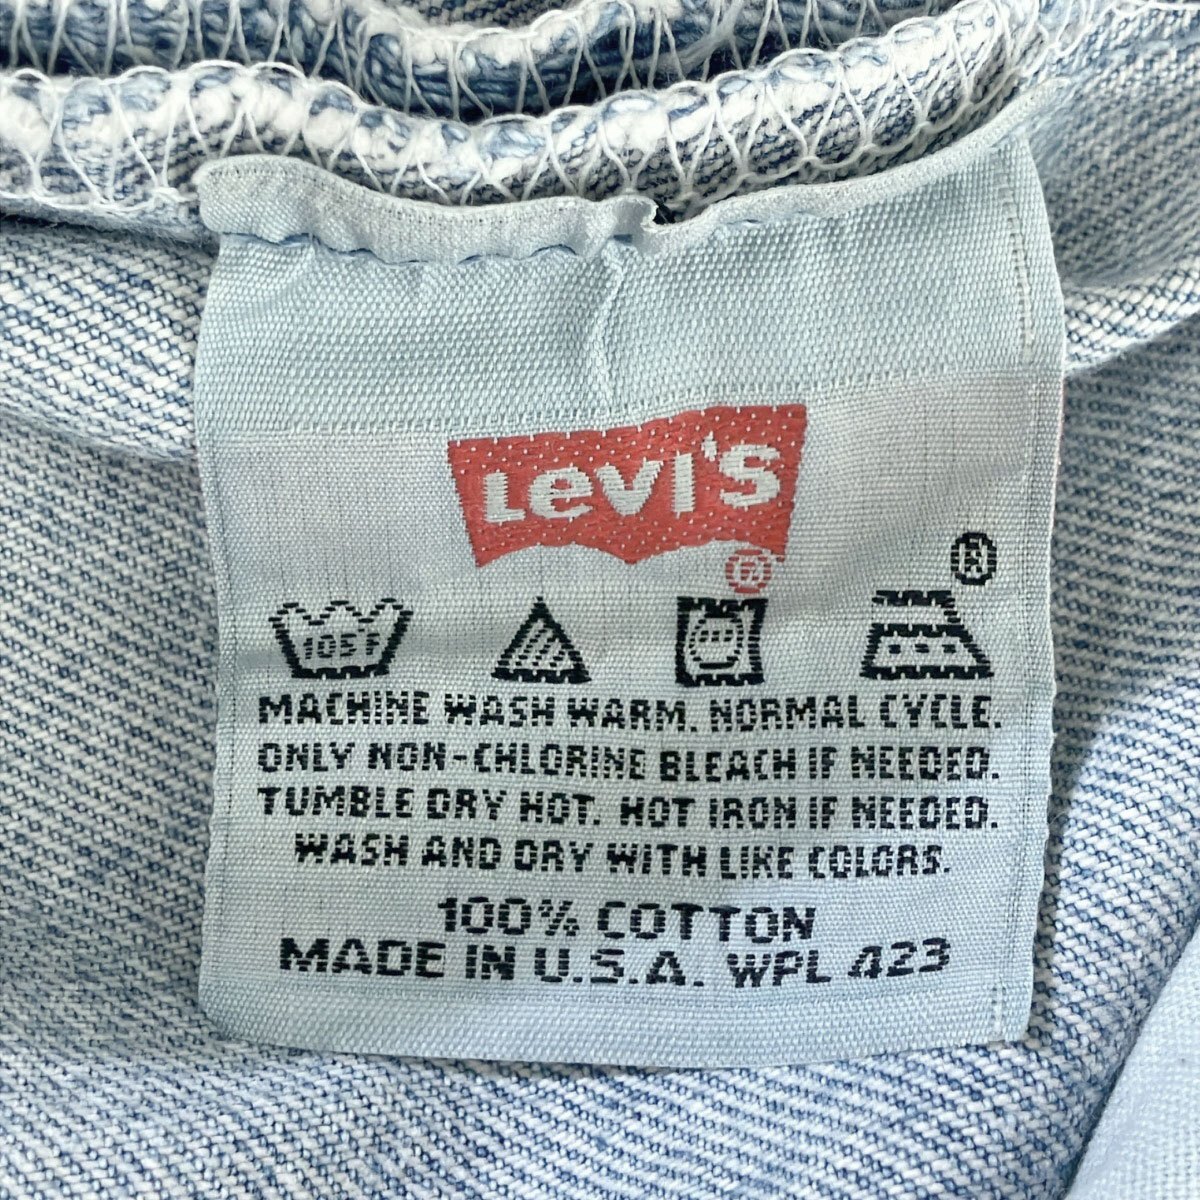 Levi's
®
®
105°F
MACHINE WASH WARM. NORMAL CYCLE.
ONLY NON-CHLORINE BLEACH IF NEEDED.
TUMBLE DRY HOT. HOT IRON IF NEEDED.
WASH AND DRY WITH LIKE COLORS.
100% COTTON
MADE IN U.S.A. WPL 423